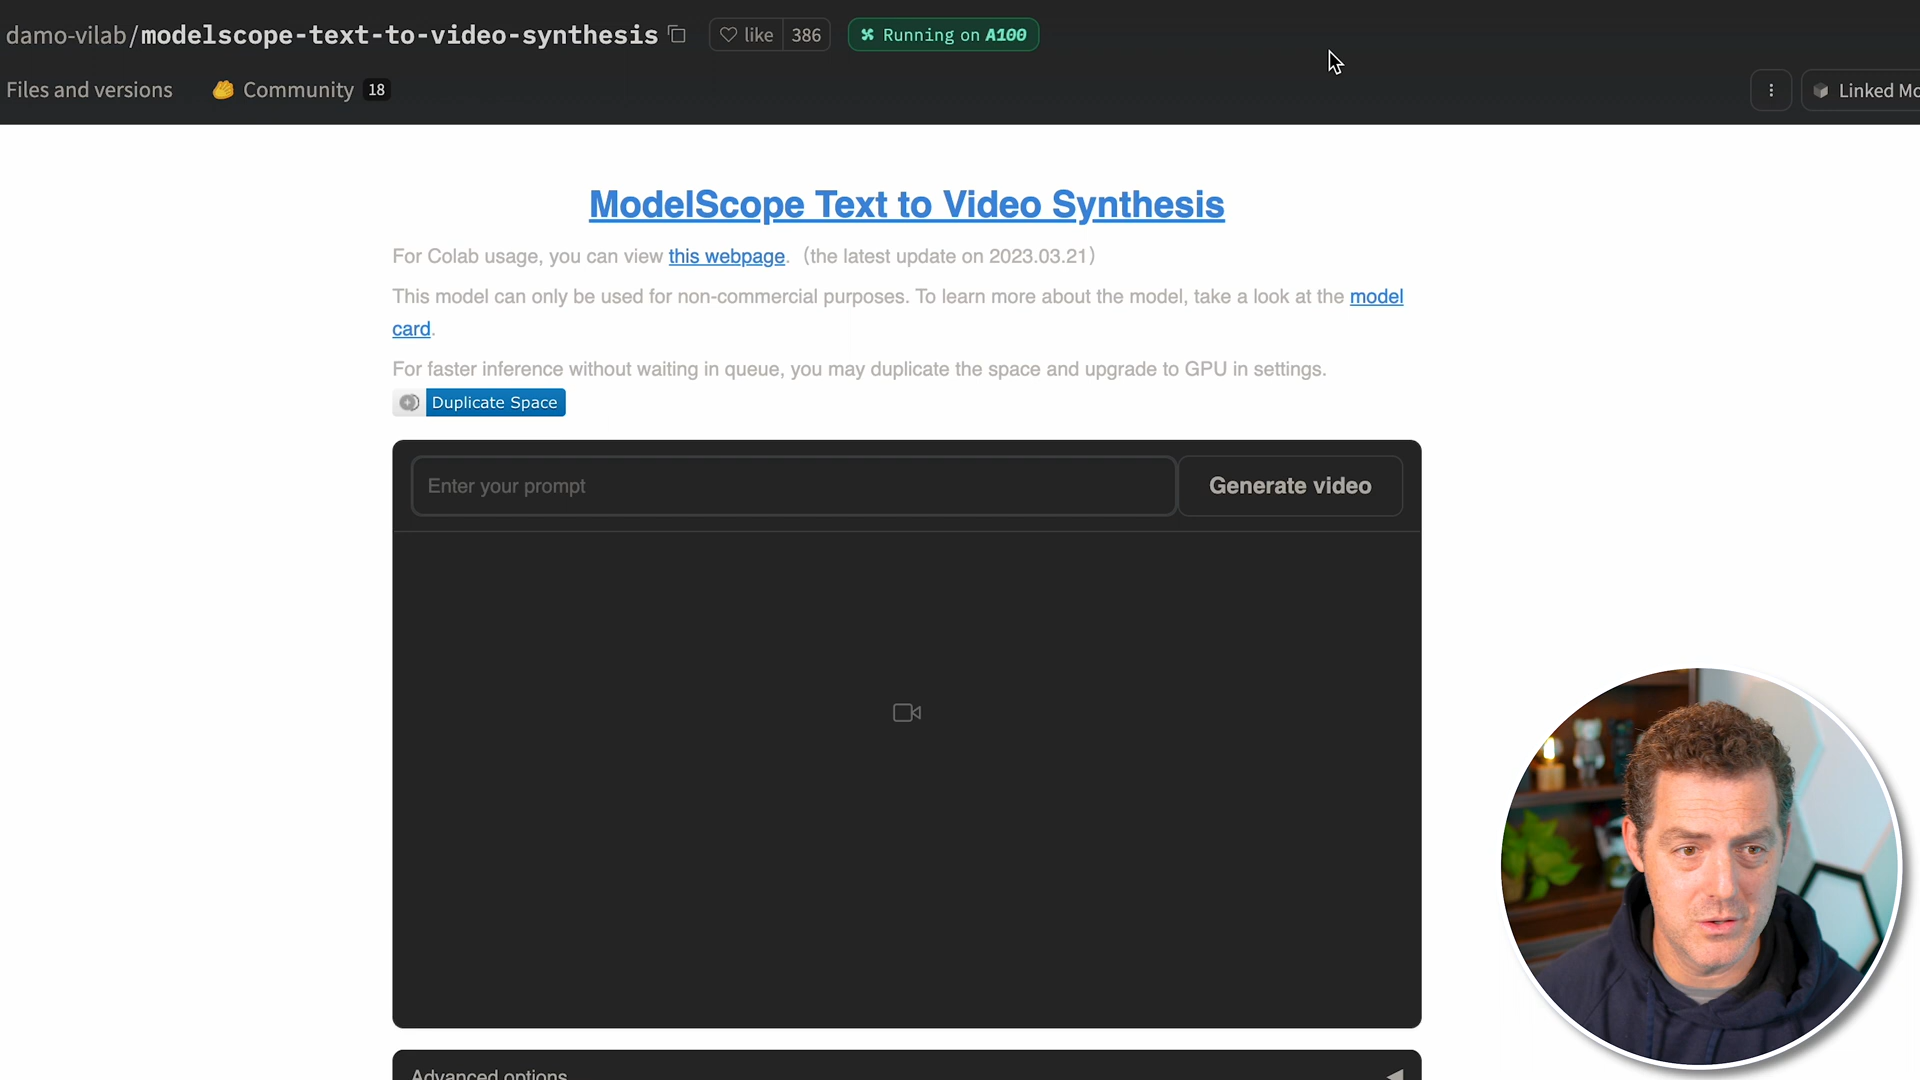 damo-vilab/modelscope-text-to-video-synthesis like 386 Running on A100
Files and versions Community 18 Linked Mo
ModelScope Text to Video Synthesis
For Colab usage, you can view this webpage.（the latest update on 2023.03.21）
This model can only be used for non-commercial purposes. To learn more about the model, take a look at the model
card.
For faster inference without waiting in queue, you may duplicate the space and upgrade to GPU in settings.
Duplicate Space
Enter your prompt Generate video
Advanced options